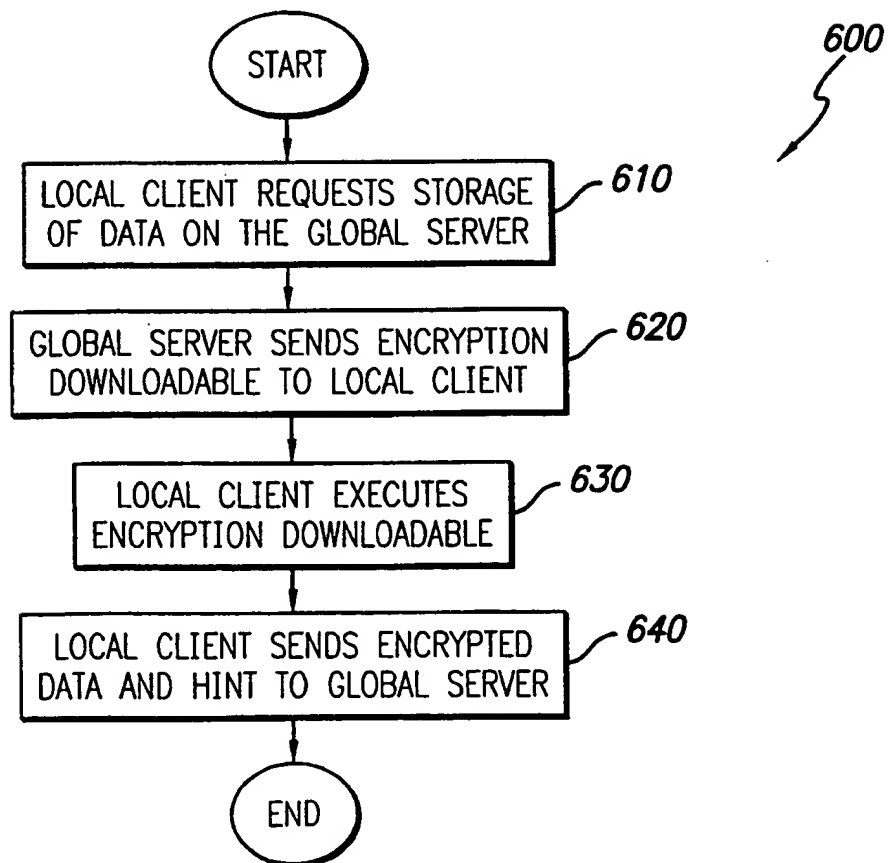 START
600
LOCAL CLIENT REQUESTS STORAGE
OF DATA ON THE GLOBAL SERVER
610
GLOBAL SERVER SENDS ENCRYPTION
DOWNLOADABLE TO LOCAL CLIENT
620
LOCAL CLIENT EXECUTES
ENCRYPTION DOWNLOADABLE
630
LOCAL CLIENT SENDS ENCRYPTED
DATA AND HINT TO GLOBAL SERVER
640
END